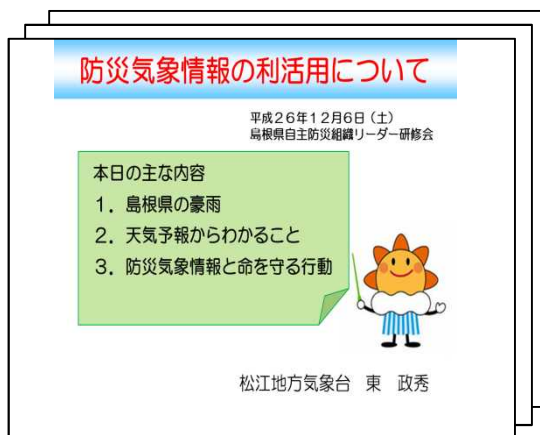 防災気象情報の利活用について
平成26年12月6日(土)
島根県自主防災組織リーダー研修会
本日の主な内容
1.島根県の豪雨
2.天気予報からわかること
3.防災気象情報と命を守る行動
松江地方気象台 東 政秀